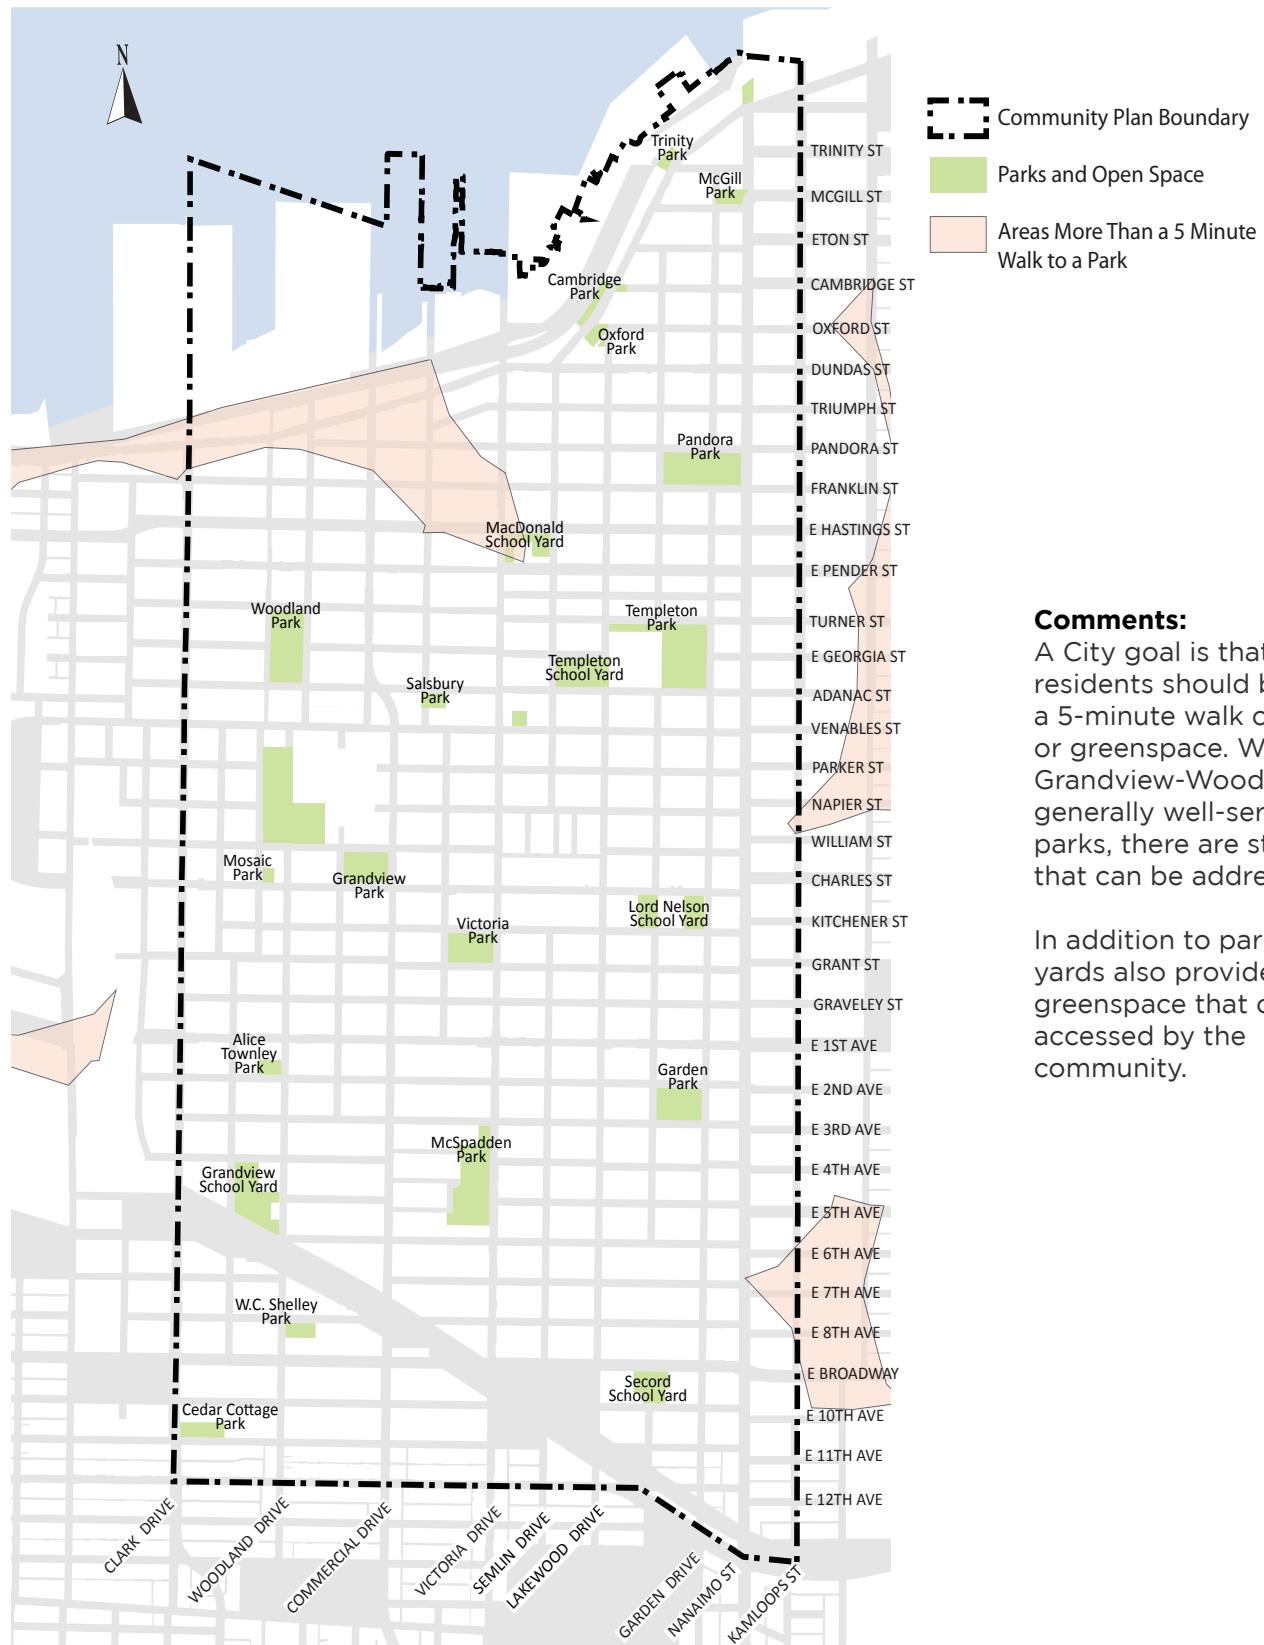 N
Community Plan Boundary
Parks and Open Space
Areas More Than a 5 Minute
Walk to a Park
Trinity
Park
McGill
Park
Cambridge
Park
Oxford
Park
Pandora
Park
MacDonald
School Yard
Woodland
Park
Templeton
Park
Templeton
School Yard
Salsbury
Park
Mosaic
Park
Grandview
Park
Lord Nelson
School Yard
Victoria
Park
Alice
Townley
Park
Garden
Park
McSpadden
Park
Grandview
School Yard
W.C. Shelley
Park
Secord
School Yard
Cedar Cottage
Park
TRINITY ST
MCGILL ST
ETON ST
CAMBRIDGE ST
OXFORD ST
DUNDAS ST
TRIUMPH ST
PANDORA ST
FRANKLIN ST
E HASTINGS ST
E PENDER ST
TURNER ST
E GEORGIA ST
ADANAC ST
VENABLES ST
PARKER ST
NAPIER ST
WILLIAM ST
CHARLES ST
KITCHENER ST
GRANT ST
GRAVELEY ST
E 1ST AVE
E 2ND AVE
E 3RD AVE
E 4TH AVE
E 5TH AVE
E 6TH AVE
E 7TH AVE
E 8TH AVE
E BROADWAY
E 10TH AVE
E 11TH AVE
E 12TH AVE
CLARK DRIVE
WOODLAND DRIVE
COMMERCIAL DRIVE
VICTORIA DRIVE
SEMLIN DRIVE
LAKEWOOD DRIVE
GARDEN DRIVE
NANAIMO ST
KAMLOOPS ST
Comments:
A City goal is that
residents should b
a 5-minute walk o
or greenspace. W
Grandview-Wood
generally well-ser
parks, there are st
that can be addre
In addition to par
yards also provide
greenspace that c
accessed by the
community.